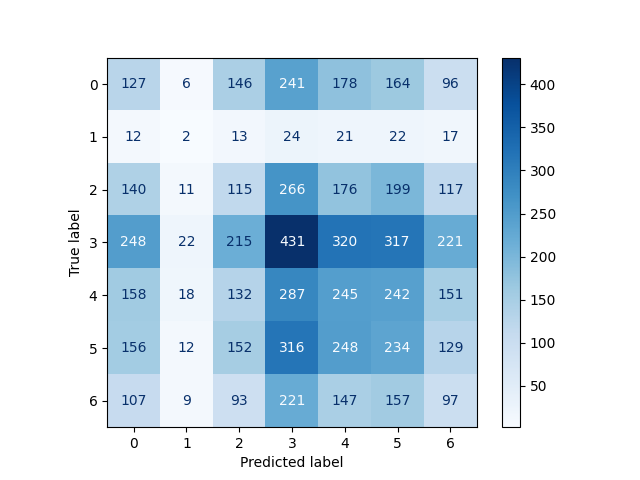 0 127 6 146 241 178 164 96
1 12 2 13 24 21 22 17
2 140 11 115 266 176 199 117
3 248 22 215 431 320 317 221
4 158 18 132 287 245 242 151
5 156 12 152 316 248 234 129
6 107 9 93 221 147 157 97
0 1 2 3 4 5 6
Predicted label
True label
400
350
300
250
200
150
100
50